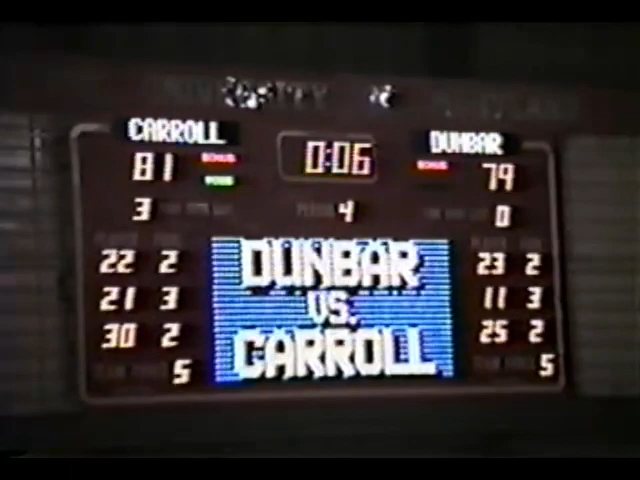 CARROLL DUNBAR
81 BONUS 0:06 BONUS 79
POSS
3 PERIOD 4 0
22 2 23 2
21 3 11 3
30 2 25 2
5 5
DUNBAR
VS.
CARROLL